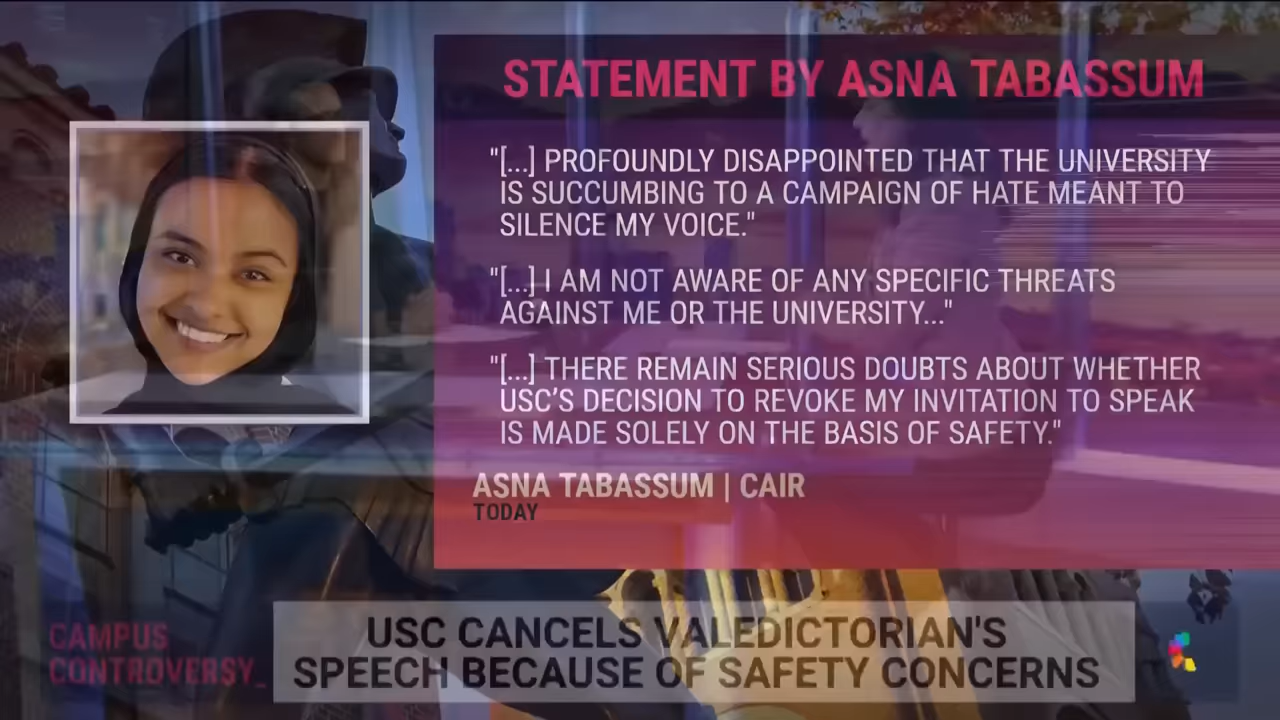 STATEMENT BY ASNA TABASSUM
"[...] PROFOUNDLY DISAPPOINTED THAT THE UNIVERSITY
IS SUCCUMBING TO A CAMPAIGN OF HATE MEANT TO
SILENCE MY VOICE."
"[...] I AM NOT AWARE OF ANY SPECIFIC THREATS
AGAINST ME OR THE UNIVERSITY..."
"[...] THERE REMAIN SERIOUS DOUBTS ABOUT WHETHER
USC'S DECISION TO REVOKE MY INVITATION TO SPEAK
IS MADE SOLELY ON THE BASIS OF SAFETY."
ASNA TABASSUM | CAIR
TODAY
CAMPUS
CONTROVERSY_
USC CANCELS VALEDICTORIAN'S
SPEECH BECAUSE OF SAFETY CONCERNS